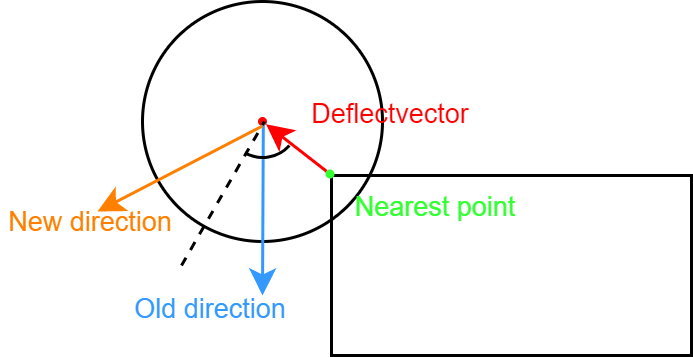 Deflectvector
Nearest point
New direction
Old direction